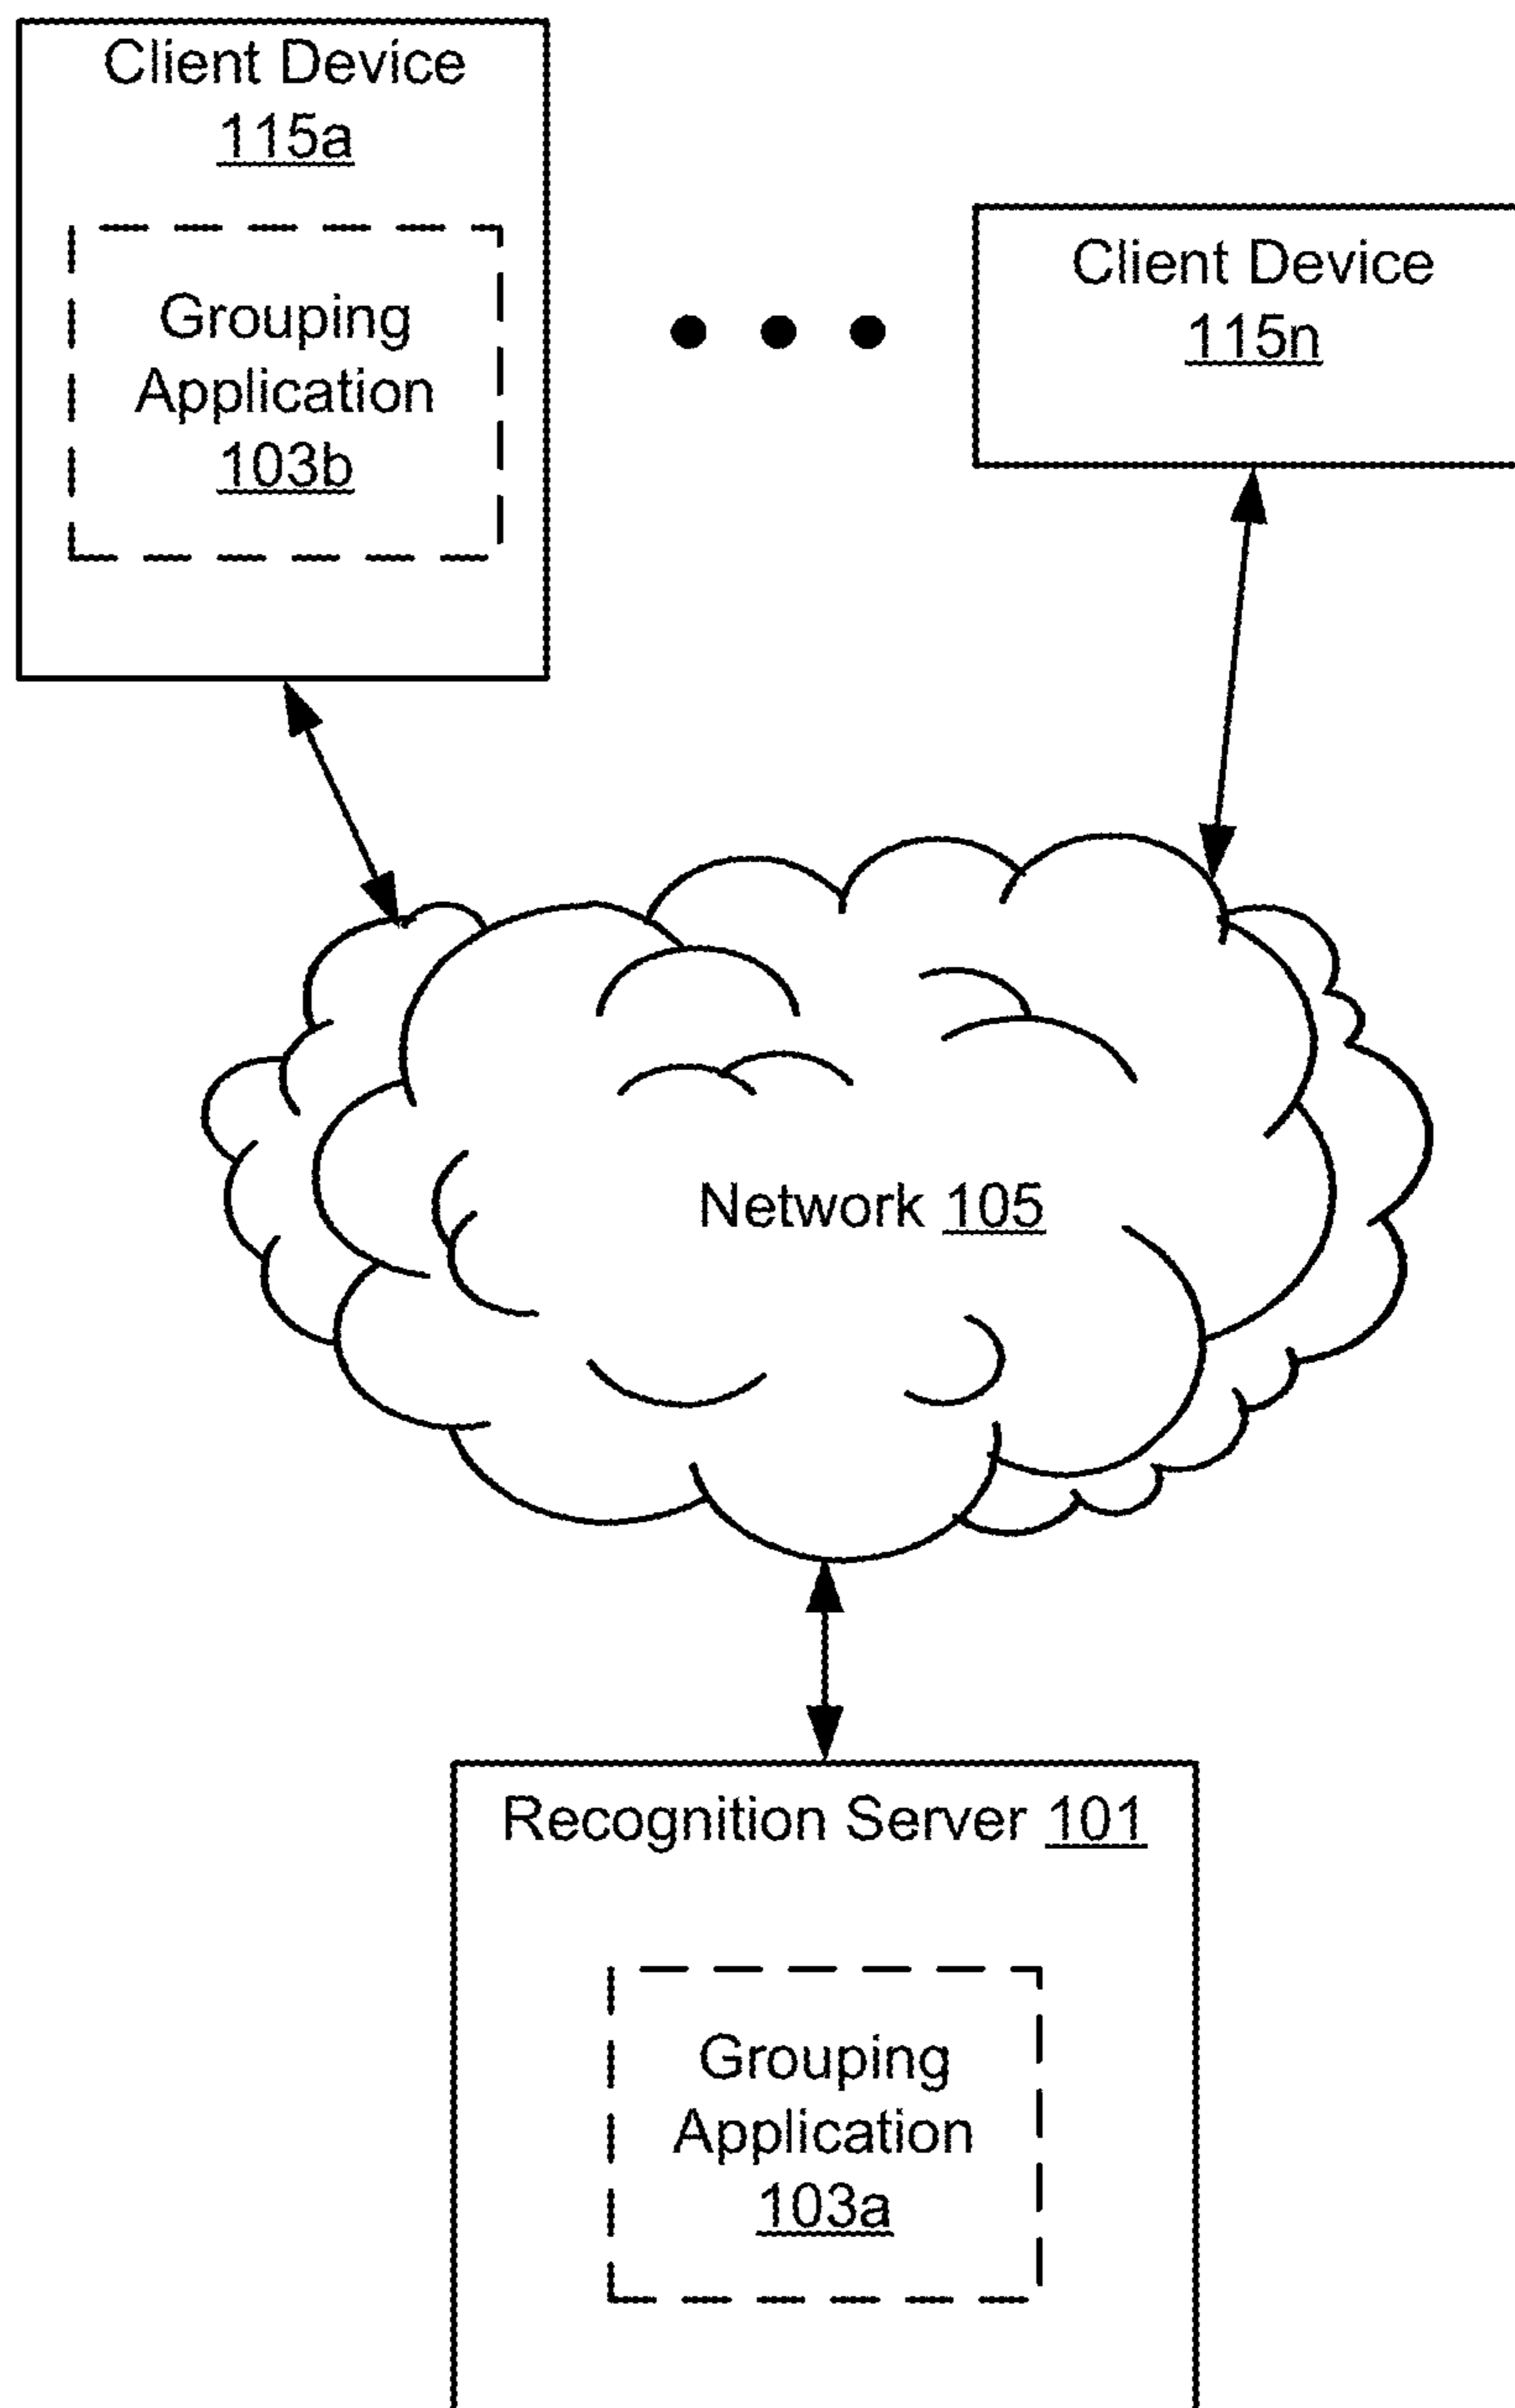 Client Device
115a
Grouping
Application
103b
Client Device
115n
Network 105
Recognition Server 101
Grouping
Application
103a